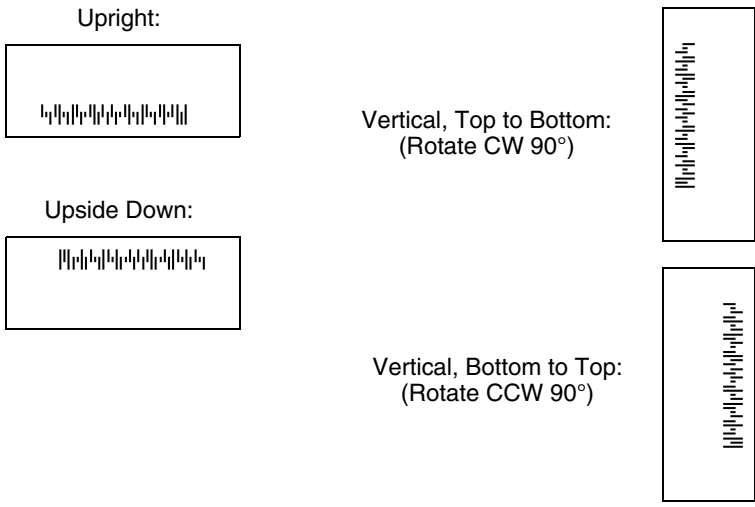 Upright:
Vertical, Top to Bottom:
(Rotate CW 90°)
Upside Down:
Vertical, Bottom to Top:
(Rotate CCW 90°)